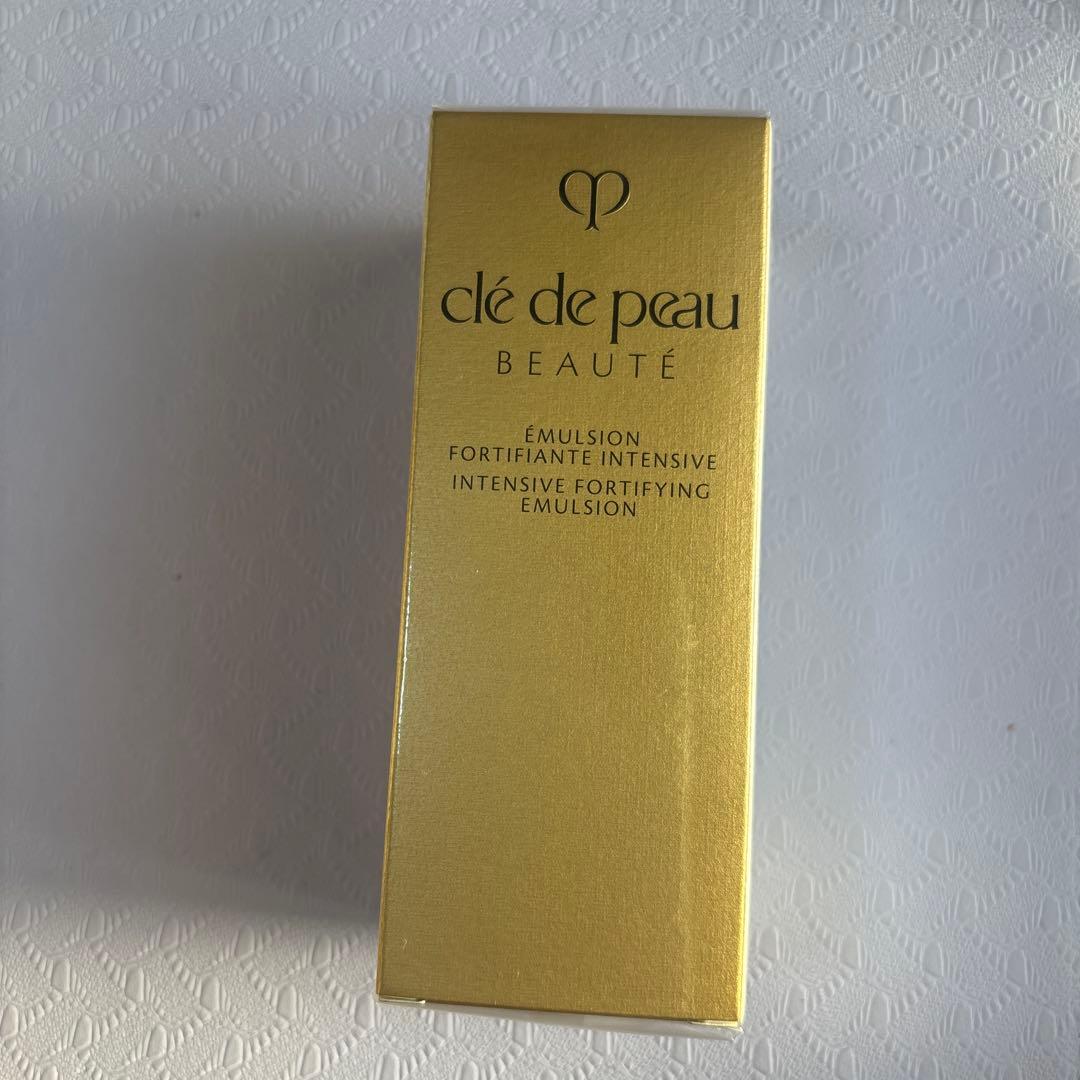 clé de peau
BEAUTÉ
ÉMULSION
FORTIFIANTE INTENSIVE
INTENSIVE FORTIFYING
EMULSION